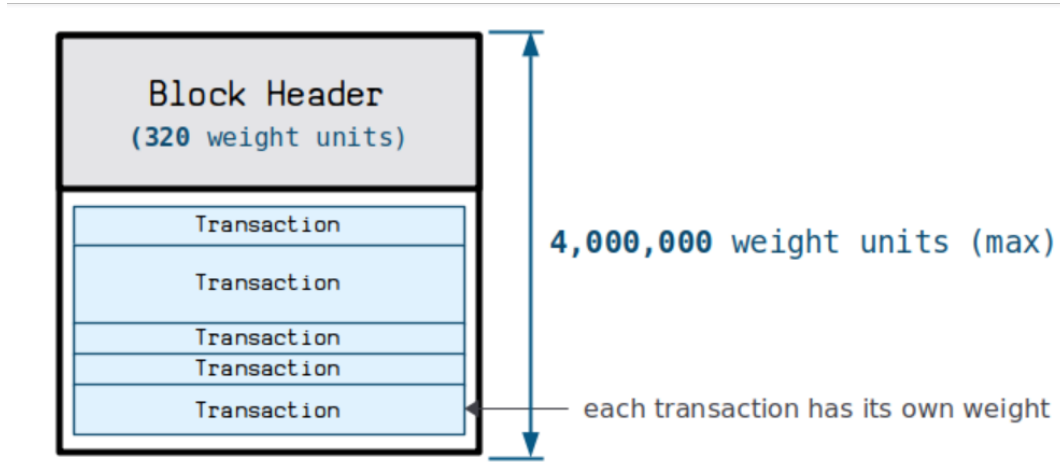 Block Header
(320 weight units)
Transaction
Transaction
4,000,000 weight units (max)
Transaction
Transaction
Transaction
each transaction has its own weight